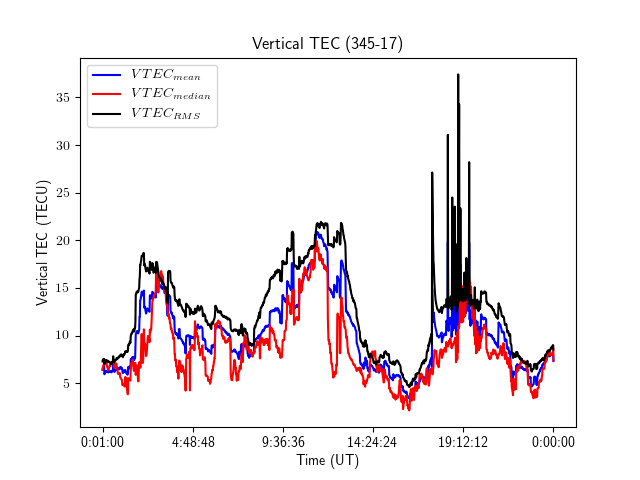 Vertical TEC (345-17)
VTEC_mean
VTEC_median
VTEC_RMS
Vertical TEC (TECU)
35
30
25
20
15
10
5
0:01:00 4:48:48 9:36:36 14:24:24 19:12:12 0:00:00
Time (UT)